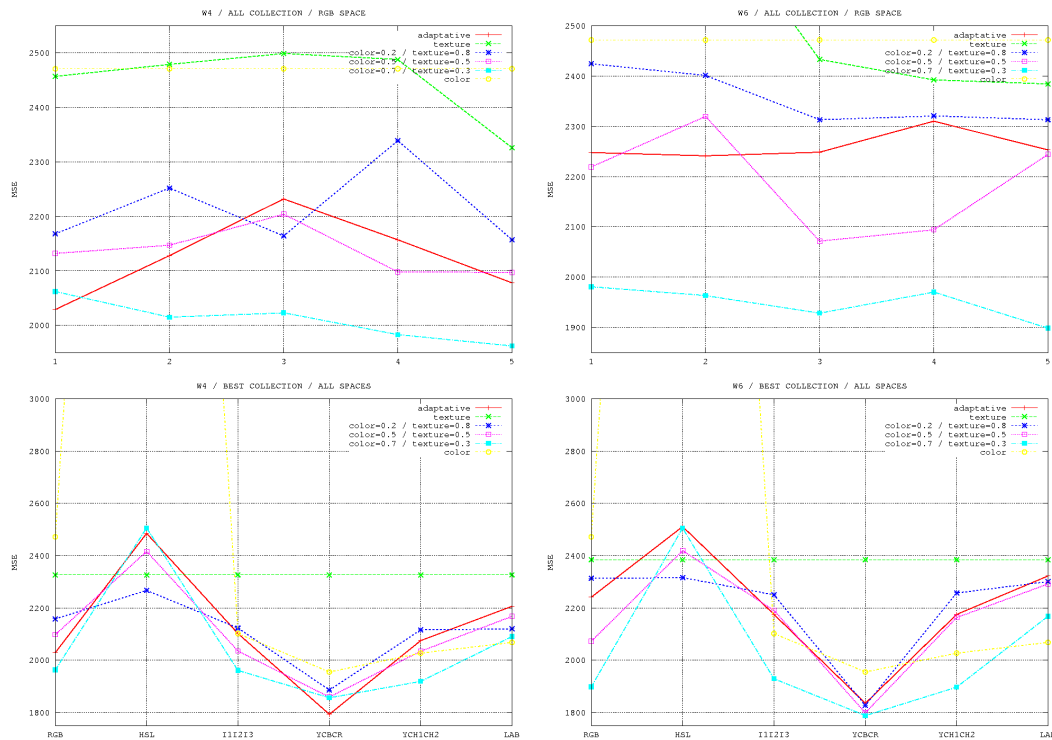 W4 / ALL COLLECTION / RGB SPACE
2500
2450
2400
2350
2300
2250
2200
2150
2100
2050
2000
MSE
adaptative
texture
color=0.2 / texture=0.8
color=0.5 / texture=0.5
color=0.7 / texture=0.3
color
1 2 3 4 5
W6 / ALL COLLECTION / RGB SPACE
2500
2400
2300
2200
2100
2000
1900
MSE
adaptative
texture
color=0.2 / texture=0.8
color=0.5 / texture=0.5
color=0.7 / texture=0.3
color
1 2 3 4 5
W4 / BEST COLLECTION / ALL SPACES
3000
2800
2600
2400
2200
2000
1800
MSE
adaptative
texture
color=0.2 / texture=0.8
color=0.5 / texture=0.5
color=0.7 / texture=0.3
color
RGB HSL I1I2I3 YCBCR YCH1CH2 LAB
W6 / BEST COLLECTION / ALL SPACES
3000
2800
2600
2400
2200
2000
1800
MSE
adaptative
texture
color=0.2 / texture=0.8
color=0.5 / texture=0.5
color=0.7 / texture=0.3
color
RGB HSL I1I2I3 YCBCR YCH1CH2 LAB